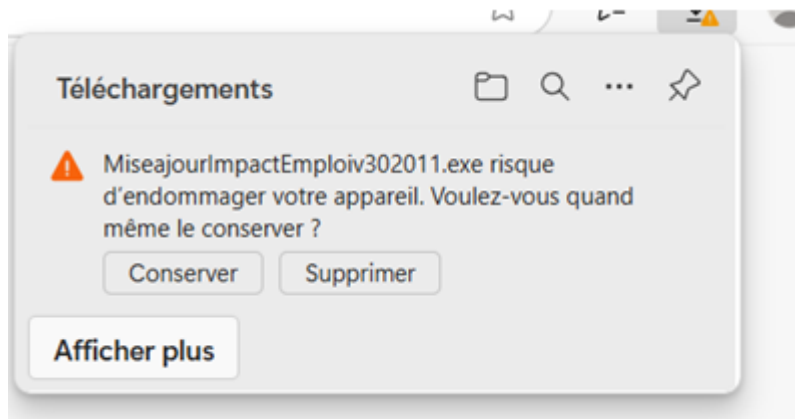 Téléchargements
MiseajourImpactEmploiv302011.exe risque
d'endommager votre appareil. Voulez-vous quand
même le conserver ?
Conserver Supprimer
Afficher plus